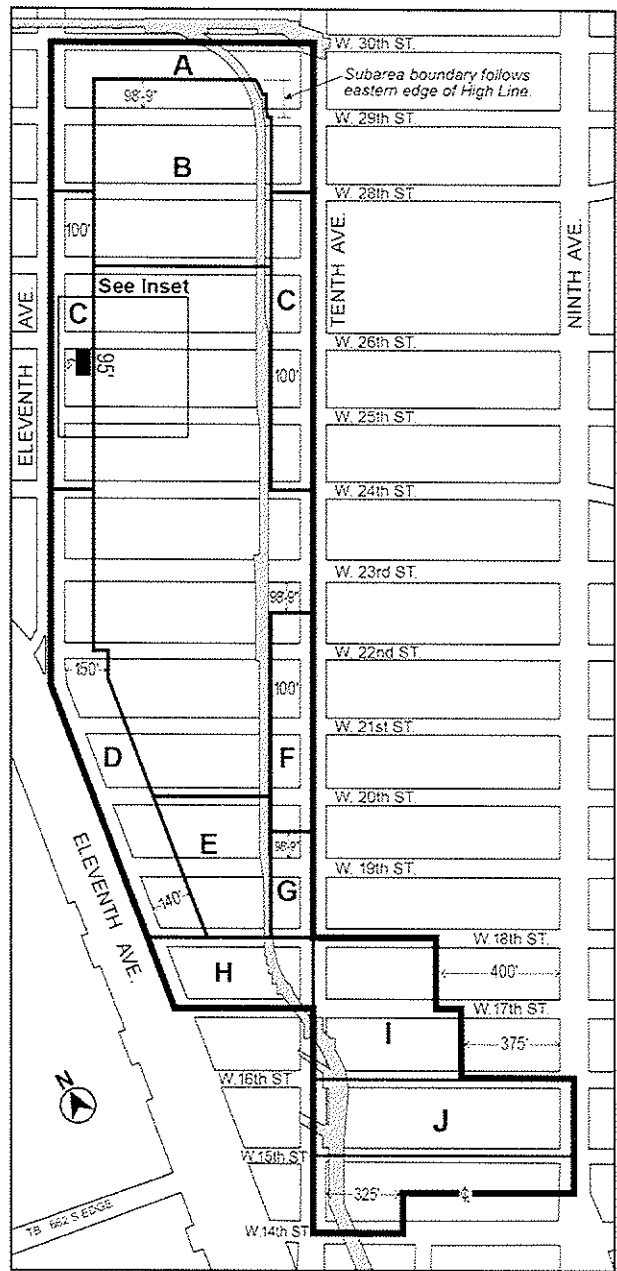 W. 30th ST.
A
98'-9"
Subarea boundary follows
eastern edge of High Line.
W. 29th ST.
B
W. 28th ST.
100'
TENTH AVE.
NINTH AVE.
See Inset
ELEVENTH AVE.
C
C
W. 26th ST.
95'
100'
W. 25th ST.
W. 24th ST.
W. 23rd ST.
98'-9"
W. 22nd ST.
150'
100'
W. 21st ST.
D
F
W. 20th ST.
E
98'-9"
W. 19th ST.
ELEVENTH AVE.
140'
G
W. 18th ST.
H
400'
W. 17th ST.
I
375'
N
W. 16th ST.
J
W. 15th ST
325'
W. 14th ST.